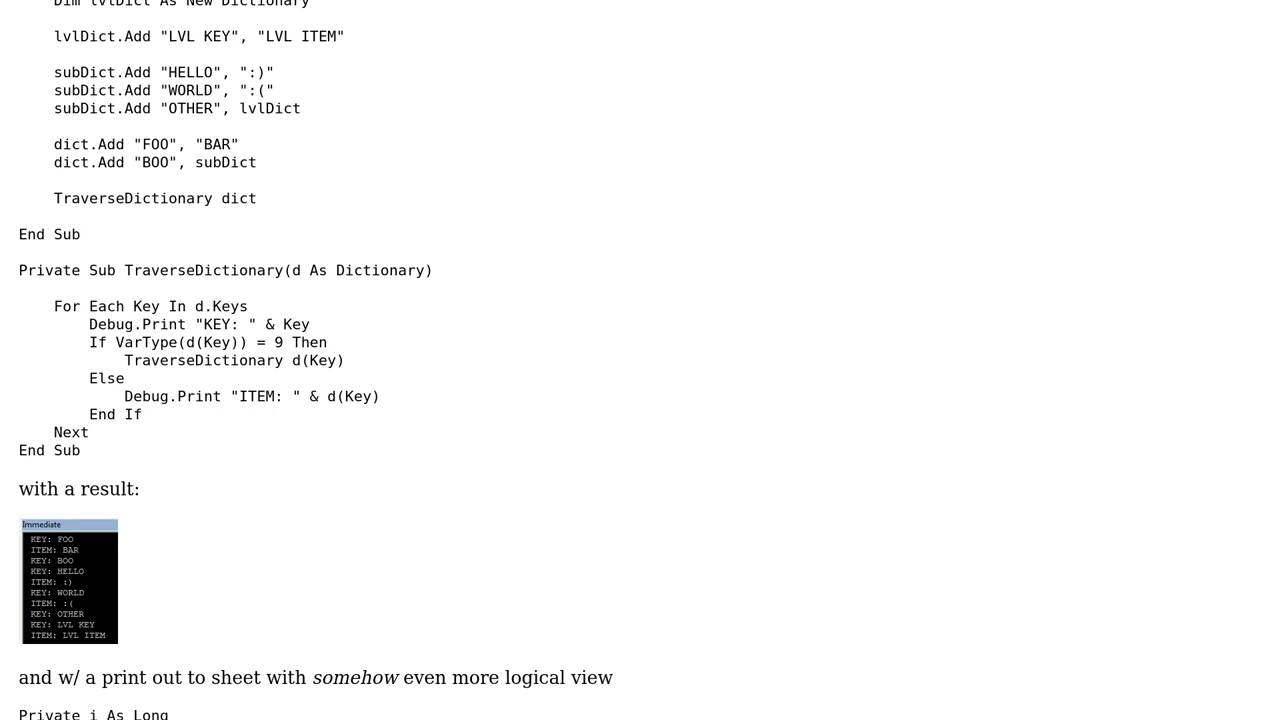 Dim lvlDict As New Dictionary
lvlDict.Add "LVL KEY", "LVL ITEM"
subDict.Add "HELLO", ":)"
subDict.Add "WORLD", ":("
subDict.Add "OTHER", lvlDict
dict.Add "FOO", "BAR"
dict.Add "BOO", subDict
TraverseDictionary dict
End Sub
Private Sub TraverseDictionary(d As Dictionary)
For Each Key In d.Keys
Debug.Print "KEY: " & Key
If VarType(d(Key)) = 9 Then
TraverseDictionary d(Key)
Else
Debug.Print "ITEM: " & d(Key)
End If
Next
End Sub
with a result:
Immediate
KEY: FOO
ITEM: BAR
KEY: BOO
KEY: HELLO
ITEM: :)
KEY: WORLD
ITEM: :(
KEY: OTHER
KEY: LVL KEY
ITEM: LVL ITEM
and w/ a print out to sheet with somehow even more logical view
Private i As Long